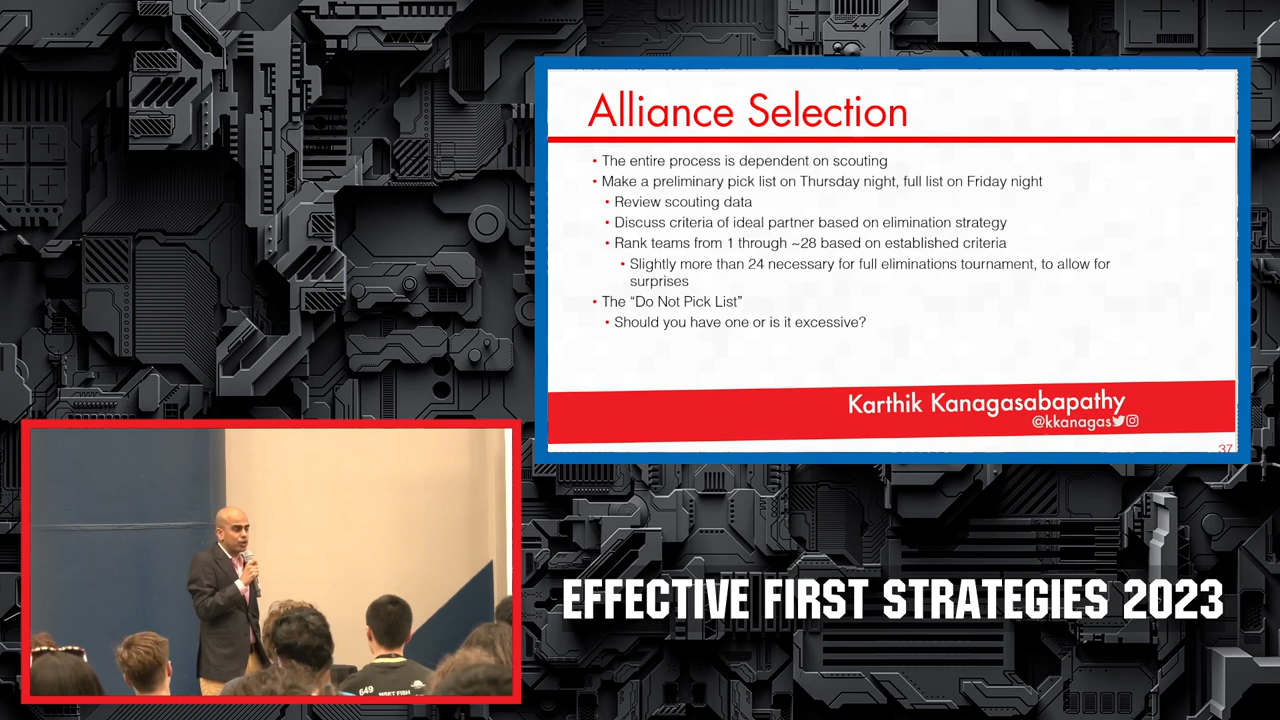 Alliance Selection
• The entire process is dependent on scouting
• Make a preliminary pick list on Thursday night, full list on Friday night
• Review scouting data
• Discuss criteria of ideal partner based on elimination strategy
• Rank teams from 1 through ~28 based on established criteria
• Slightly more than 24 necessary for full eliminations tournament, to allow for
surprises
• The “Do Not Pick List”
• Should you have one or is it excessive?
Karthik Kanagasabapathy
@kkanagas
37
EFFECTIVE FIRST STRATEGIES 2023
649